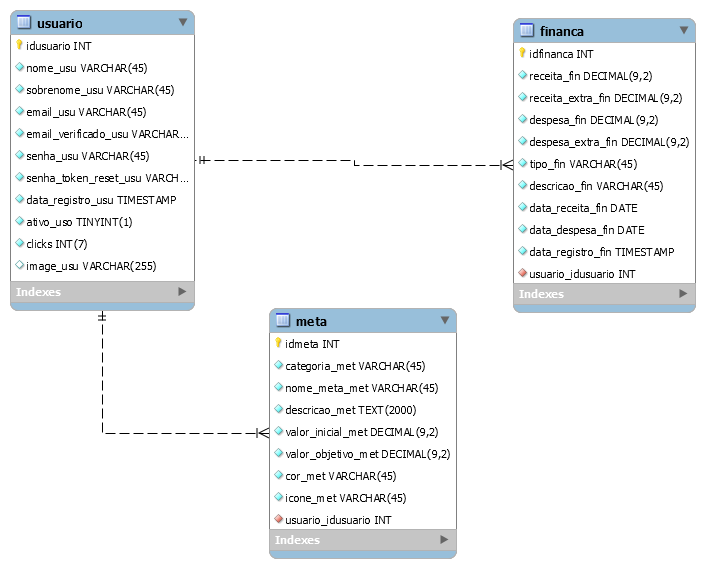 usuario
idusuario INT
nome_usu VARCHAR(45)
sobrenome_usu VARCHAR(45)
email_usu VARCHAR(45)
email_verificado_usu VARCHAR...
senha_usu VARCHAR(45)
senha_token_reset_usu VARCH...
data_registro_usu TIMESTAMP
ativo_uso TINYINT(1)
clicks INT(7)
image_usu VARCHAR(255)
Indexes
financa
idfinanca INT
receita_fin DECIMAL(9,2)
receita_extra_fin DECIMAL(9,2)
despesa_fin DECIMAL(9,2)
despesa_extra_fin DECIMAL(9,2)
tipo_fin VARCHAR(45)
descricao_fin VARCHAR(45)
data_receita_fin DATE
data_despesa_fin DATE
data_registro_fin TIMESTAMP
usuario_idusuario INT
Indexes
meta
idmeta INT
categoria_met VARCHAR(45)
nome_meta_met VARCHAR(45)
descricao_met TEXT(2000)
valor_inicial_met DECIMAL(9,2)
valor_objetivo_met DECIMAL(9,2)
cor_met VARCHAR(45)
icone_met VARCHAR(45)
usuario_idusuario INT
Indexes